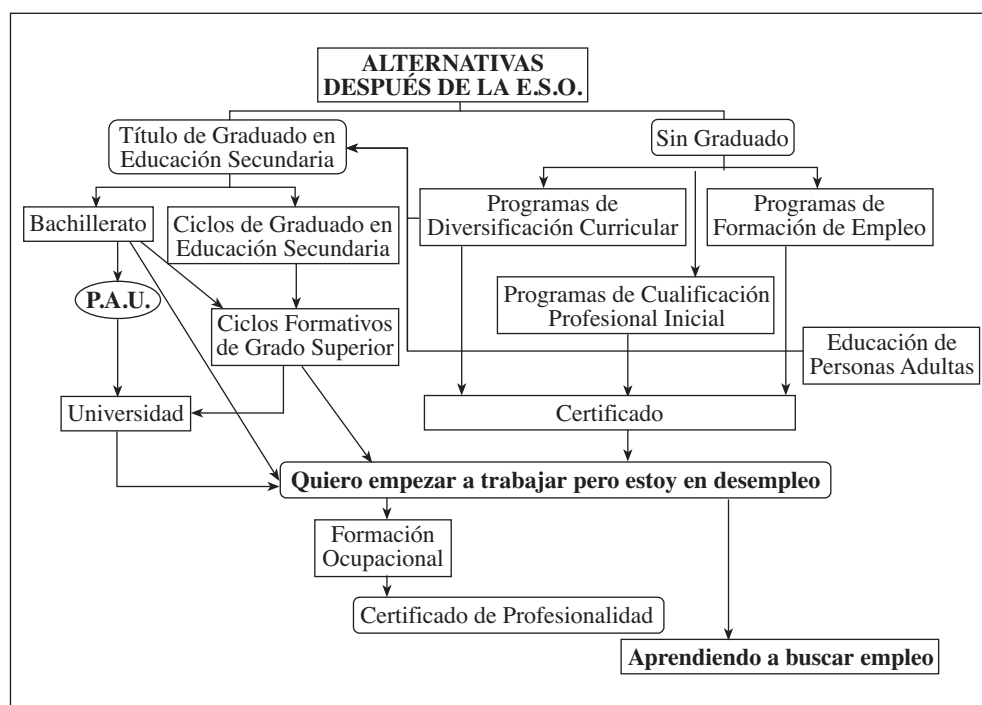 ALTERNATIVAS
DESPUÉS DE LA E.S.O.
Título de Graduado en
Educación Secundaria
Sin Graduado
Bachillerato
Ciclos de Graduado en
Educación Secundaria
Programas de
Diversificación Curricular
Programas de
Formación de Empleo
P.A.U.
Programas de Cualificación
Profesional Inicial
Ciclos Formativos
de Grado Superior
Educación de
Personas Adultas
Universidad
Certificado
Quiero empezar a trabajar pero estoy en desempleo
Formación
Ocupacional
Certificado de Profesionalidad
Aprendiendo a buscar empleo